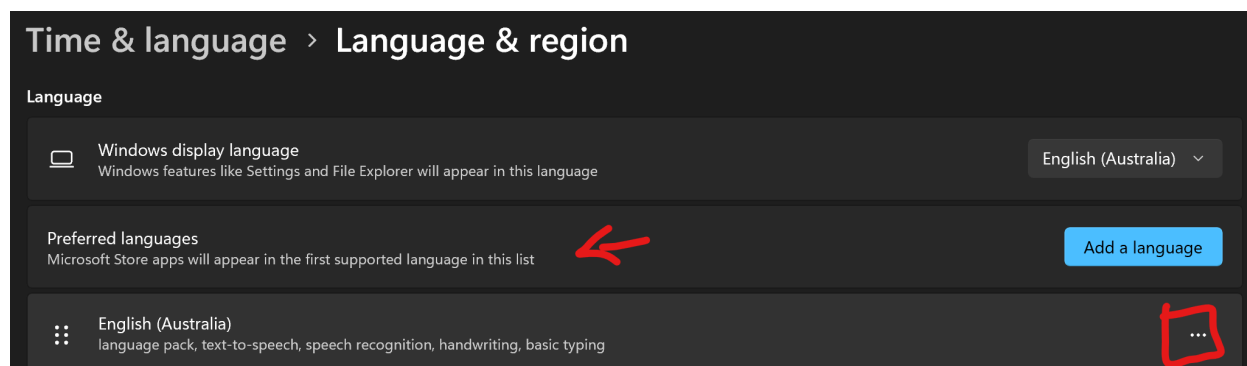 Time & language > Language & region
Language
Windows display language
Windows features like Settings and File Explorer will appear in this language
English (Australia)
Preferred languages
Microsoft Store apps will appear in the first supported language in this list
Add a language
English (Australia)
language pack, text-to-speech, speech recognition, handwriting, basic typing